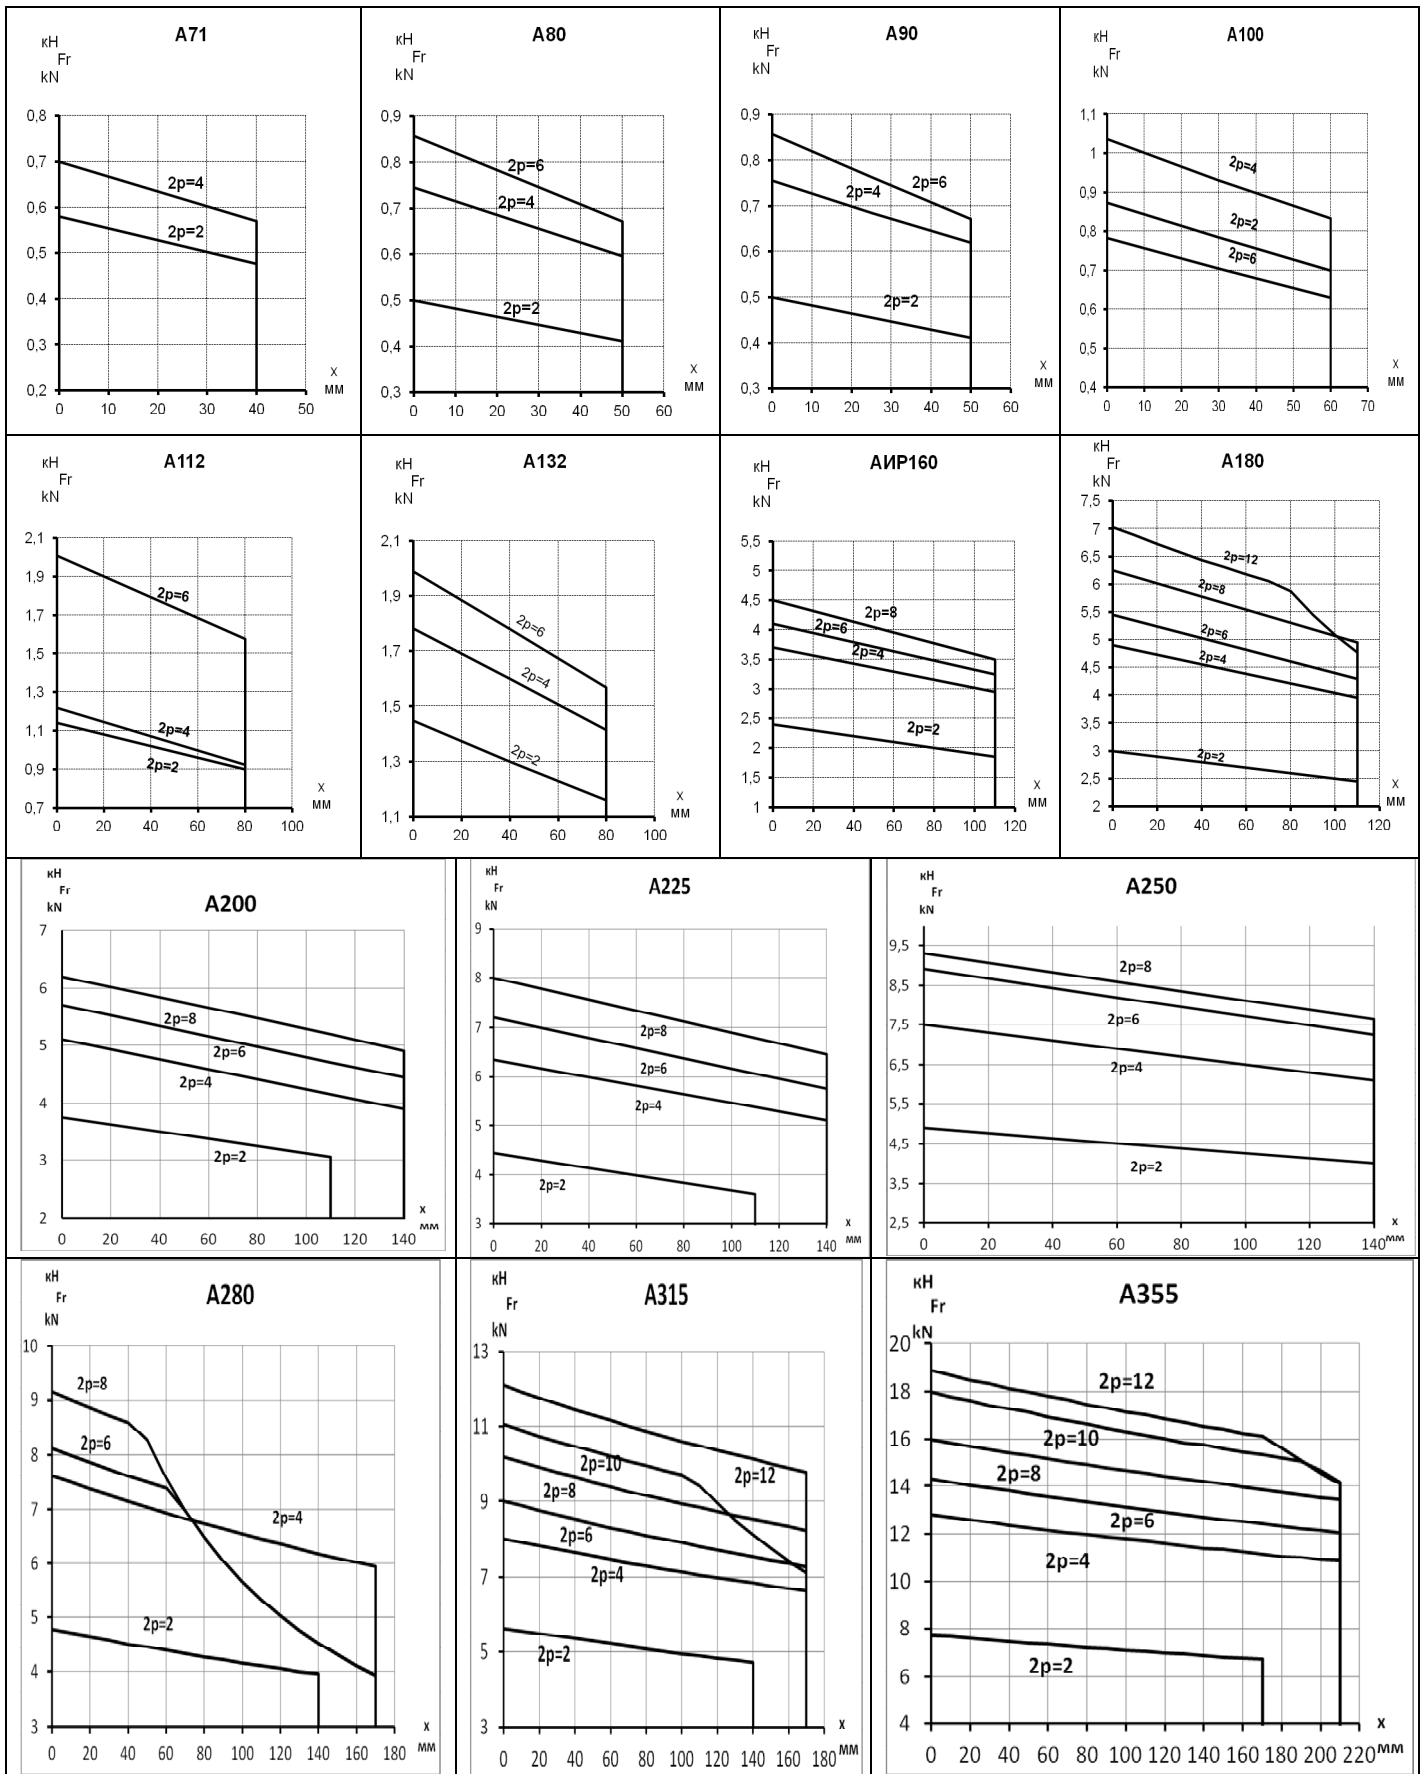 A71
кН
Fr
kN
0,8
0,7
0,6
0,5
0,4
0,3
0,2
2p=4
2p=2
x
мм
0 10 20 30 40 50
A80
кН
Fr
kN
0,9
0,8
0,7
0,6
0,5
0,4
0,3
2p=6
2p=4
2p=2
x
мм
0 10 20 30 40 50 60
A90
кН
Fr
kN
0,9
0,8
0,7
0,6
0,5
0,4
0,3
2p=6
2p=4
2p=2
x
мм
0 10 20 30 40 50 60
A100
кН
Fr
kN
1,1
1
0,9
0,8
0,7
0,6
0,5
0,4
2p=4
2p=2
2p=6
x
мм
0 10 20 30 40 50 60 70
A112
кН
Fr
kN
2,1
1,9
1,7
1,5
1,3
1,1
0,9
0,7
2p=6
2p=4
2p=2
x
мм
0 20 40 60 80 100
A132
кН
Fr
kN
2,1
1,9
1,7
1,5
1,3
1,1
2p=6
2p=4
2p=2
x
мм
0 20 40 60 80 100
АИР160
кН
Fr
kN
5,5
5
4,5
4
3,5
3
2,5
2
1,5
1
2p=8
2p=6
2p=4
2p=2
x
мм
0 20 40 60 80 100 120
A180
кН
Fr
kN
7,5
7
6,5
6
5,5
5
4,5
4
3,5
3
2,5
2
2p=12
2p=8
2p=6
2p=4
2p=2
x
мм
0 20 40 60 80 100 120
A200
кН
Fr
kN
7
6
5
4
3
2
2p=8
2p=6
2p=4
2p=2
x
мм
0 20 40 60 80 100 120 140
A225
кН
Fr
kN
9
8
7
6
5
4
3
2p=8
2p=6
2p=4
2p=2
x
мм
0 20 40 60 80 100 120 140
A250
кН
Fr
kN
9,5
8,5
7,5
6,5
5,5
4,5
3,5
2,5
2p=8
2p=6
2p=4
2p=2
x
мм
0 20 40 60 80 100 120 140
A280
кН
Fr
kN
10
9
8
7
6
5
4
3
2p=8
2p=6
2p=4
2p=2
x
мм
0 20 40 60 80 100 120 140 160 180
A315
кН
Fr
kN
13
11
9
7
5
3
2p=12
2p=10
2p=8
2p=6
2p=4
2p=2
x
мм
0 20 40 60 80 100 120 140 160 180
A355
кН
Fr
kN
20
18
16
14
12
10
8
6
4
2p=12
2p=10
2p=8
2p=6
2p=4
2p=2
x
мм
0 20 40 60 80 100 120 140 160 180 200 220